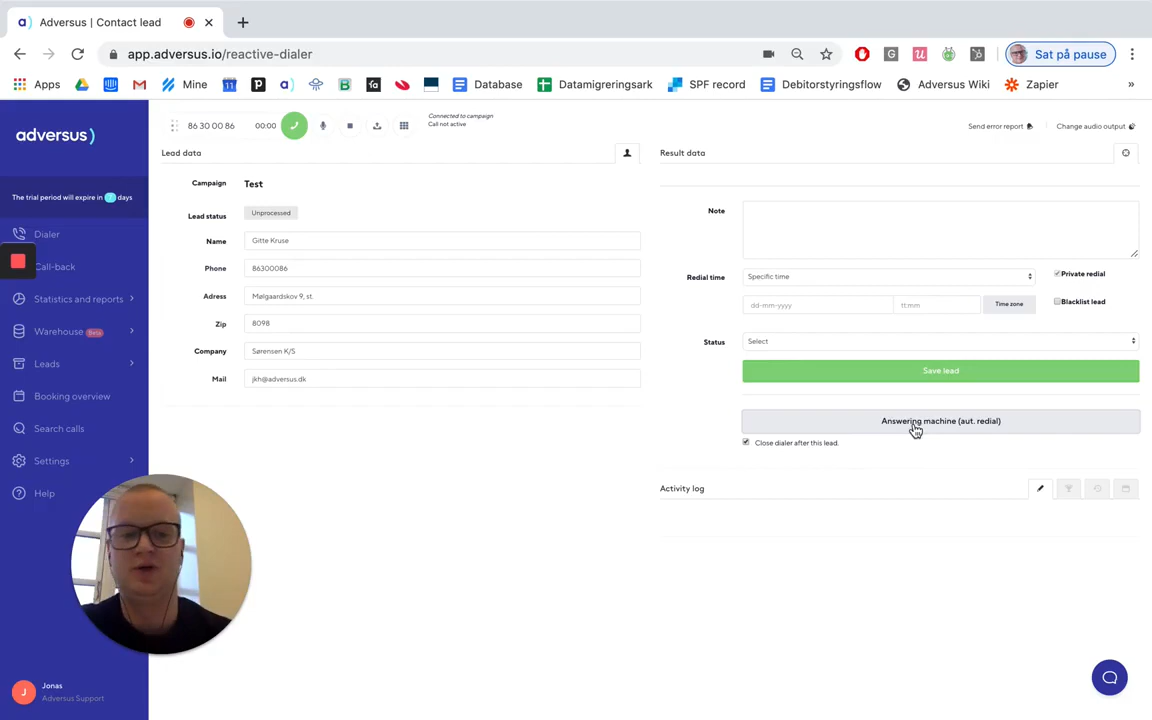 a) Adversus | Contact lead
app.adversus.io/reactive-dialer
Sat på pause
Apps
Mine
Database
Datamigreringsark
SPF record
Debitorstyringsflow
Adversus Wiki
Zapier
»
adversus)
The trial period will expire in days
Dialer
Call-back
Statistics and reports
Warehouse Beta
Leads
Booking overview
Search calls
Settings
Help
J
Jonas
Adversus Support
86 30 00 86
00:00
Connected to campaign
Call not active
Send error report
Change audio output
Lead data
Campaign Test
Lead status Unprocessed
Name Gitte Kruse
Phone 86300086
Adress Mølgaardskov 9, st.
Zip 8098
Company Sørensen K/S
Mail jkh@adversus.dk
Result data
Note
Redial time Specific time Private redial
dd-mm-yyyy tt:mm Time zone Blacklist lead
Status Select
Save lead
Answering machine (aut. redial)
Close dialer after this lead.
Activity log